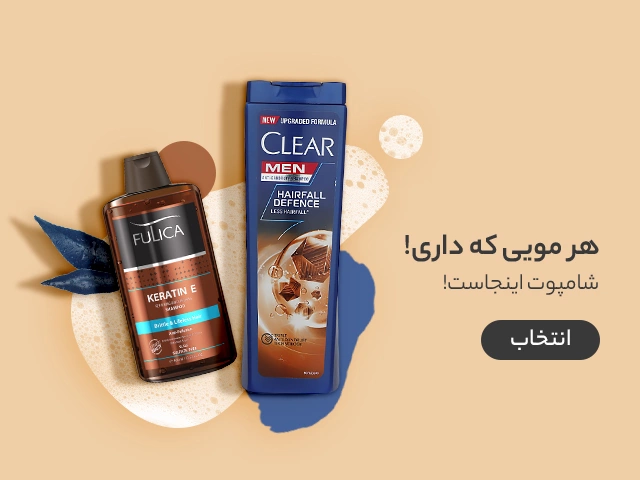 هر مویی که داری!
شامپوت اینجاست!
انتخاب
NEW UPGRADED FORMULA
CLEAR
MEN
HAIRFALL
DEFENCE
LESS HAIRFALL*
FULICA
KERATIN E
SHAMPOO